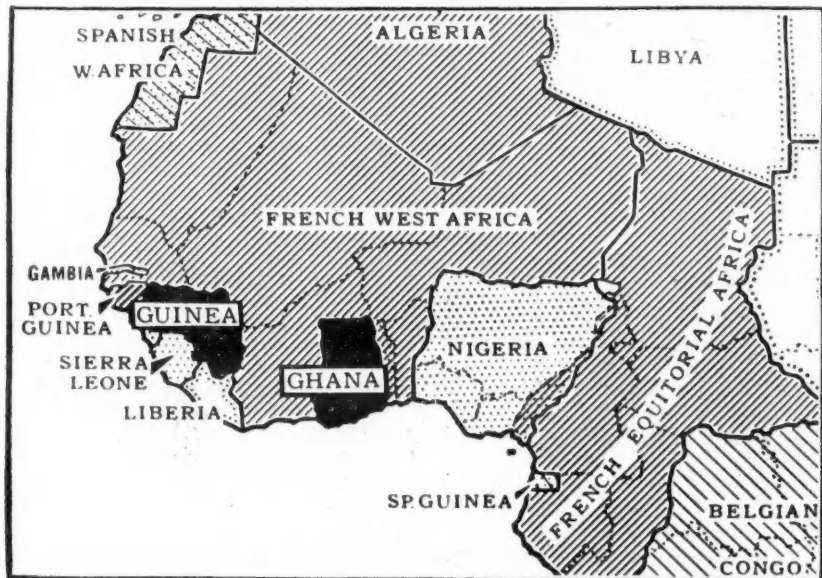 SPANISH
W. AFRICA
ALGERIA
LIBYA
FRENCH WEST AFRICA
GAMBIA
PORT.
GUINEA
GUINEA
SIERRA
LEONE
LIBERIA
GHANA
NIGERIA
FRENCH EQUITORIAL AFRICA
SP. GUINEA
BELGIAN
CONGO